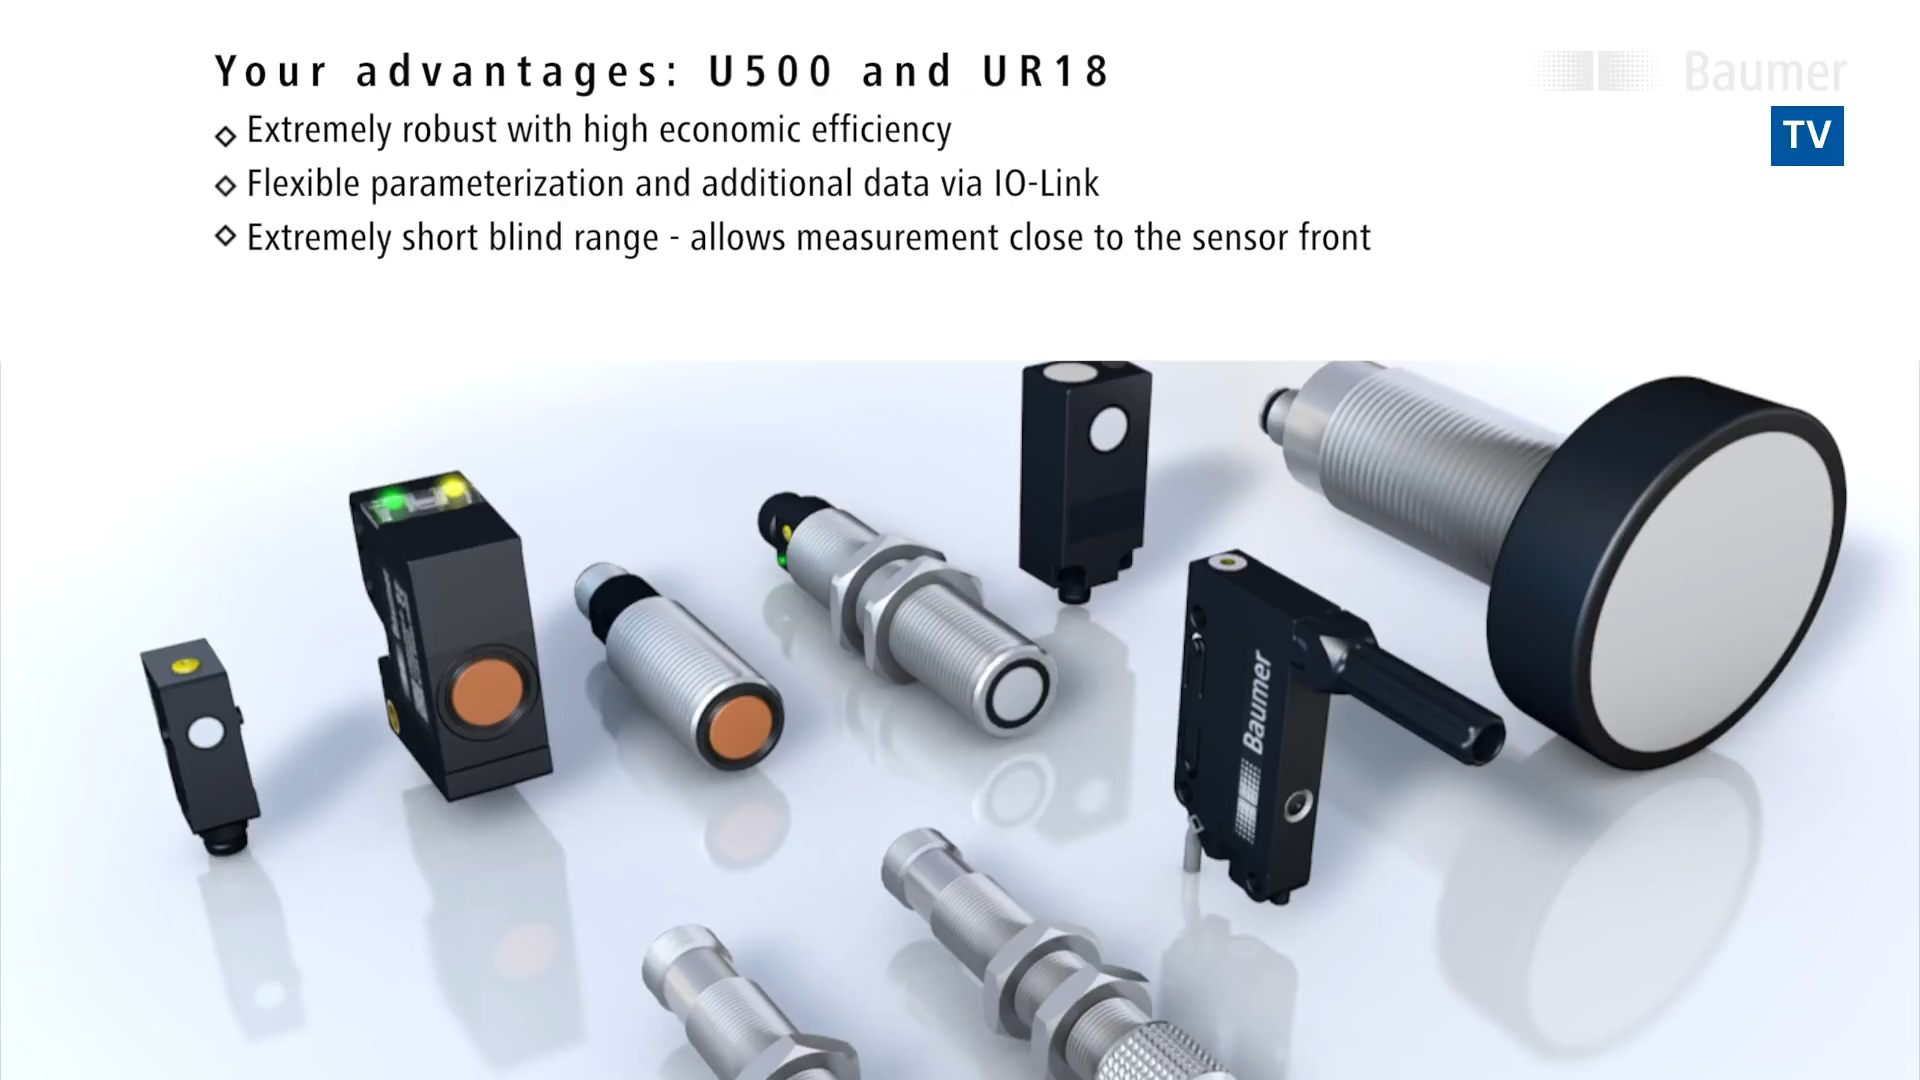 Your advantages: U500 and UR18
Extremely robust with high economic efficiency
Flexible parameterization and additional data via IO-Link
Extremely short blind range - allows measurement close to the sensor front
Baumer
TV
Baumer